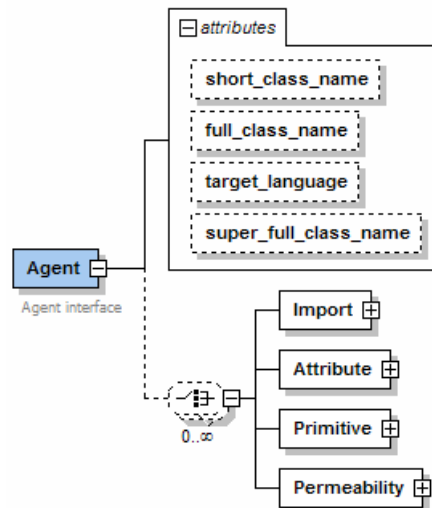 attributes
short_class_name
full_class_name
target_language
super_full_class_name
Agent
Agent interface
Import
Attribute
Primitive
Permeability
0..∞